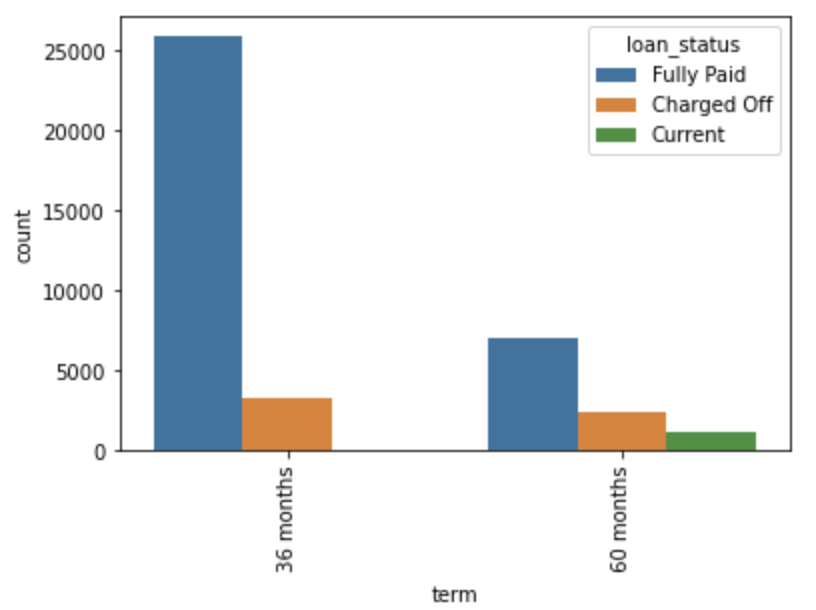 25000
20000
15000
10000
5000
0
count
loan_status
Fully Paid
Charged Off
Current
36 months
60 months
term